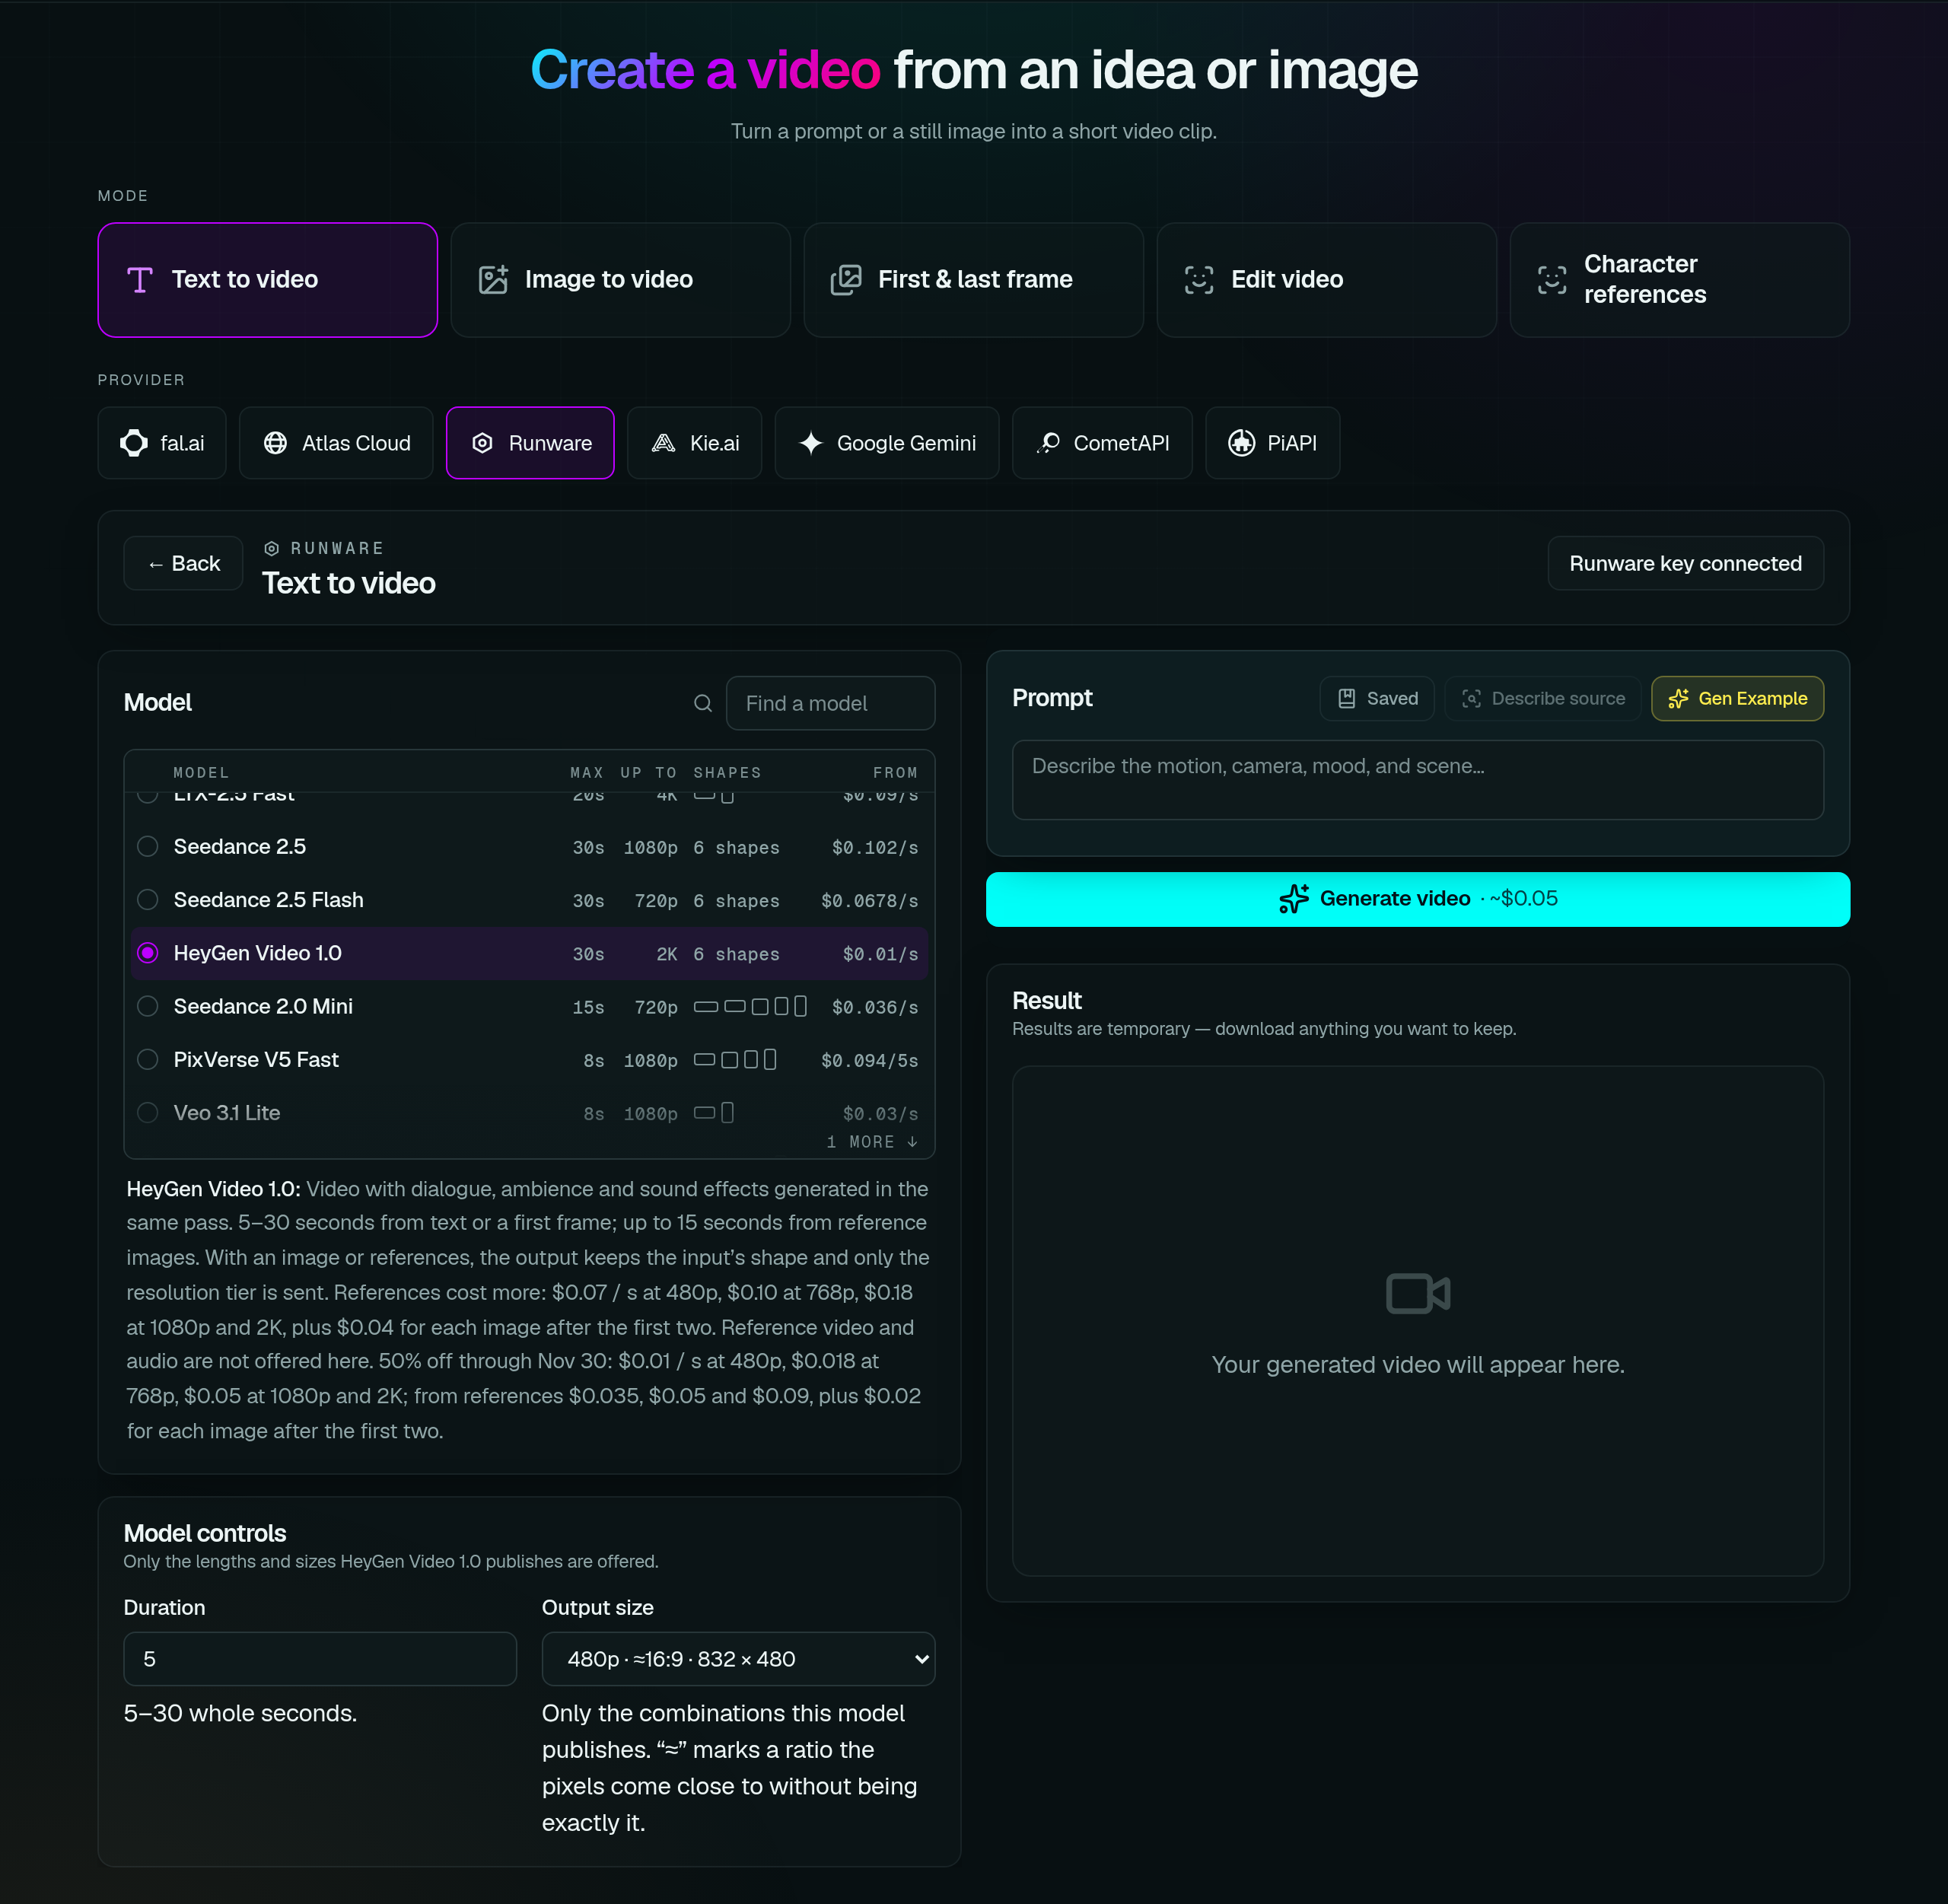 Create a video from an idea or image
Turn a prompt or a still image into a short video clip.
MODE
Text to video
Image to video
First & last frame
Edit video
Character
references
PROVIDER
fal.ai
Atlas Cloud
Runware
Kie.ai
Google Gemini
CometAPI
PiAPI
← Back
RUNWARE
Text to video
Runware key connected
Model
Find a model
MODEL MAX UP TO SHAPES FROM
LTX-2.5 Fast 20s 4K $0.09/s
Seedance 2.5 30s 1080p 6 shapes $0.102/s
Seedance 2.5 Flash 30s 720p 6 shapes $0.0678/s
HeyGen Video 1.0 30s 2K 6 shapes $0.01/s
Seedance 2.0 Mini 15s 720p $0.036/s
PixVerse V5 Fast 8s 1080p $0.094/5s
Veo 3.1 Lite 8s 1080p $0.03/s
1 MORE ↓
HeyGen Video 1.0: Video with dialogue, ambience and sound effects generated in the
same pass. 5–30 seconds from text or a first frame; up to 15 seconds from reference
images. With an image or references, the output keeps the input’s shape and only the
resolution tier is sent. References cost more: $0.07 / s at 480p, $0.10 at 768p, $0.18
at 1080p and 2K, plus $0.04 for each image after the first two. Reference video and
audio are not offered here. 50% off through Nov 30: $0.01 / s at 480p, $0.018 at
768p, $0.05 at 1080p and 2K; from references $0.035, $0.05 and $0.09, plus $0.02
for each image after the first two.
Model controls
Only the lengths and sizes HeyGen Video 1.0 publishes are offered.
Duration
5
5–30 whole seconds.
Output size
480p · ≈16:9 · 832 × 480
Only the combinations this model
publishes. “≈” marks a ratio the
pixels come close to without being
exactly it.
Prompt
Saved
Describe source
Gen Example
Describe the motion, camera, mood, and scene…
Generate video · ~$0.05
Result
Results are temporary — download anything you want to keep.
Your generated video will appear here.